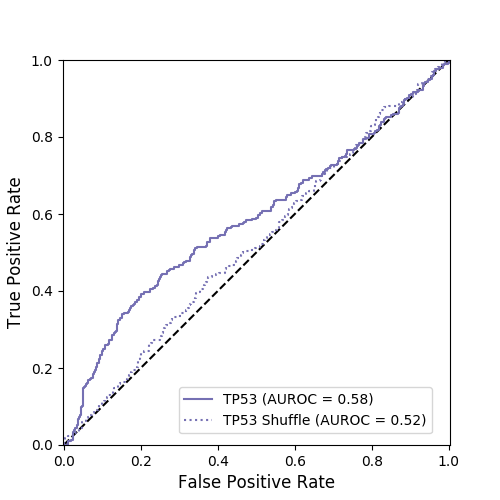 1.0
0.8
0.6
0.4
0.2
0.0
True Positive Rate
TP53 (AUROC = 0.58)
TP53 Shuffle (AUROC = 0.52)
0.0 0.2 0.4 0.6 0.8 1.0
False Positive Rate